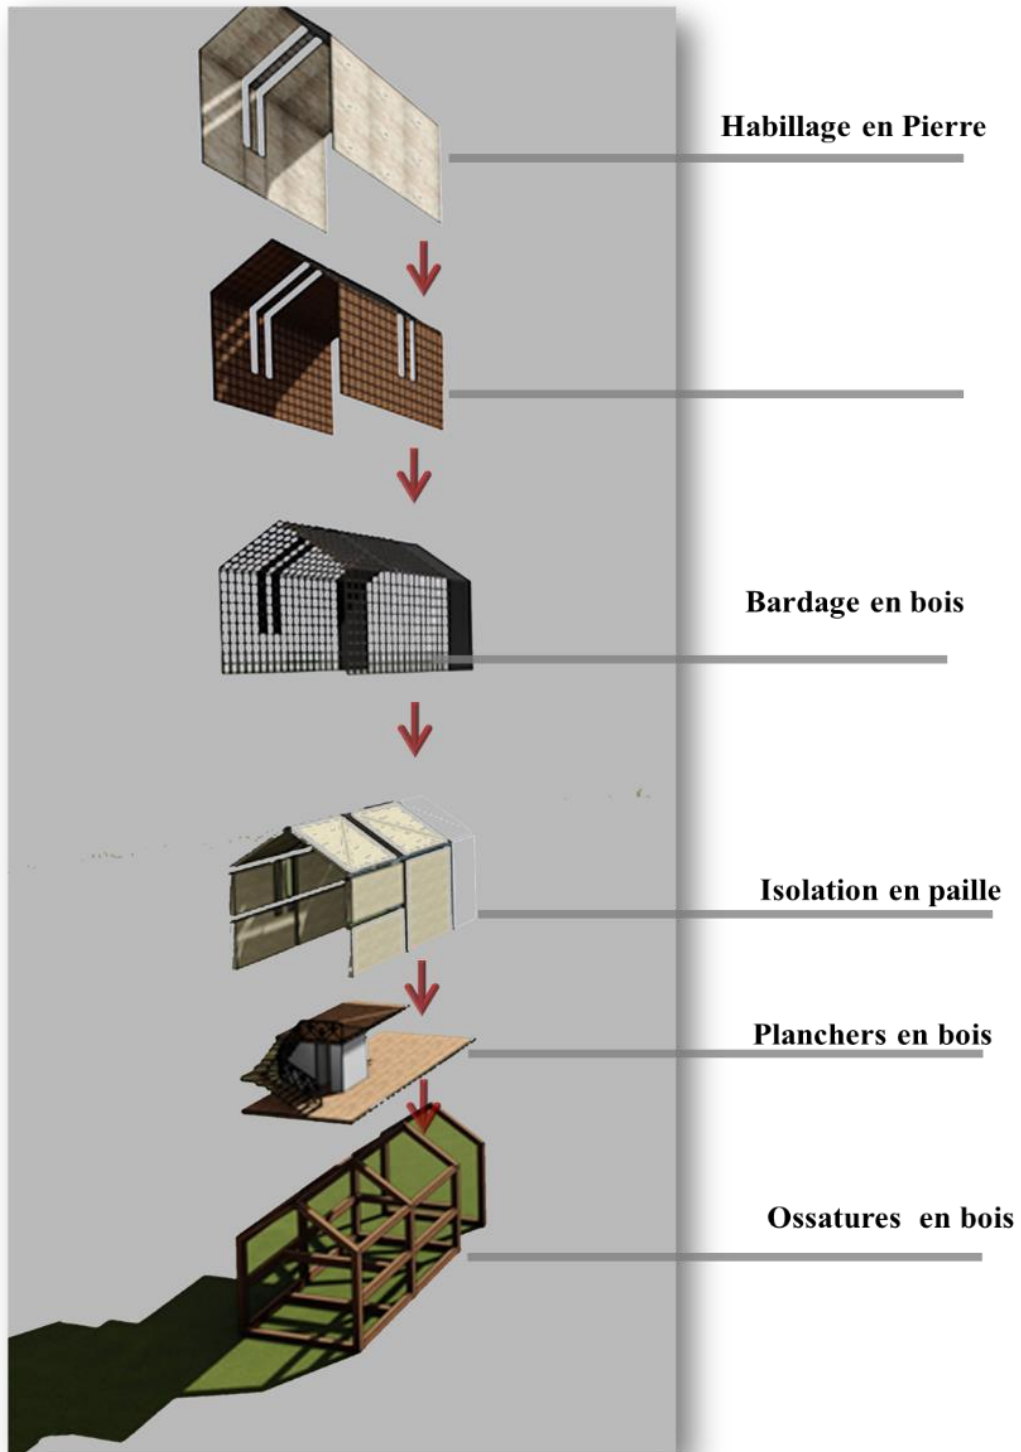 Habillage en Pierre
Bardage en bois
Isolation en paille
Planchers en bois
Ossatures en bois